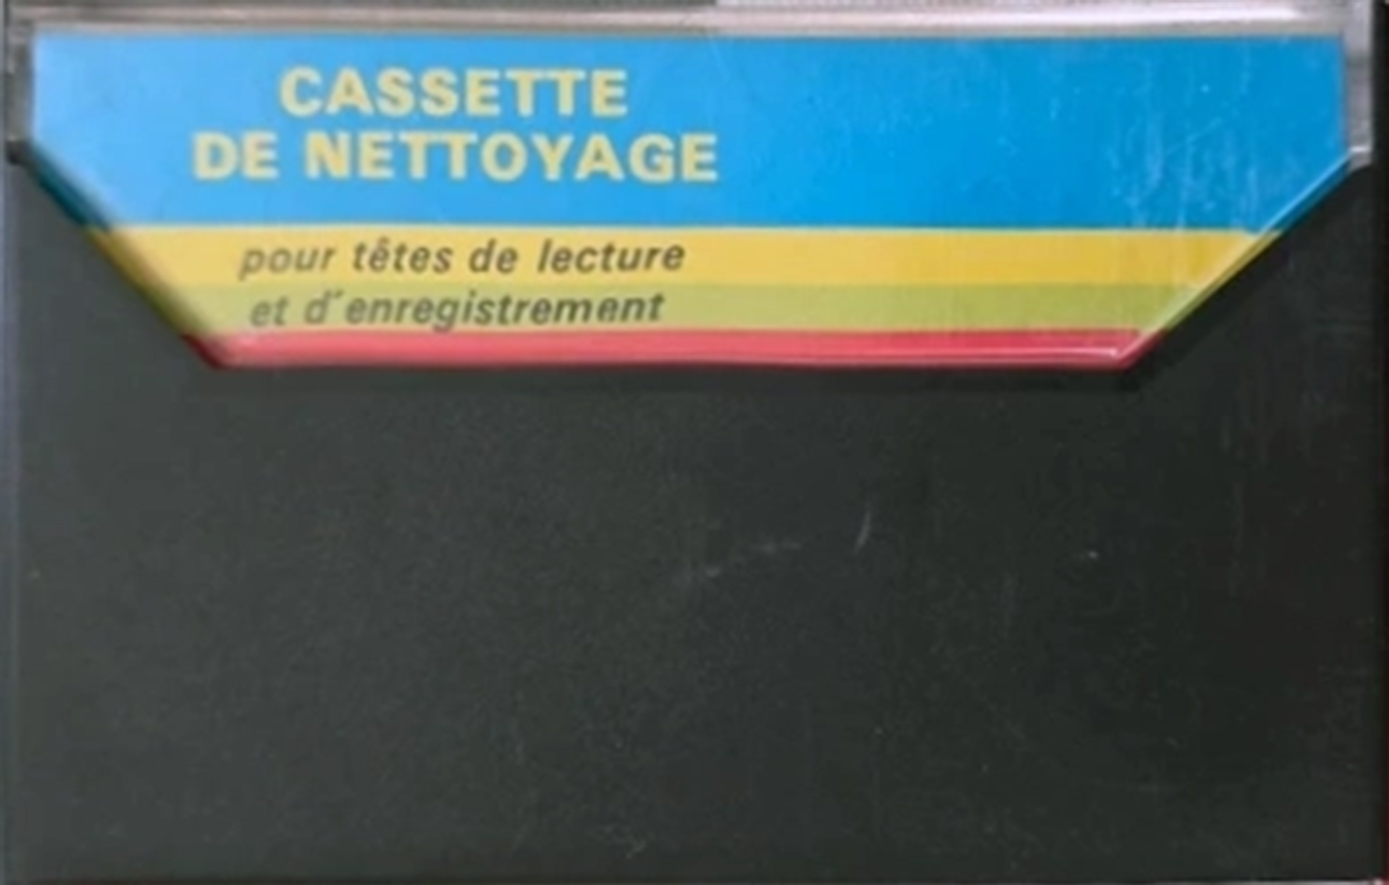 CASSETTE
DE NETTOYAGE
pour têtes de lecture
et d'enregistrement